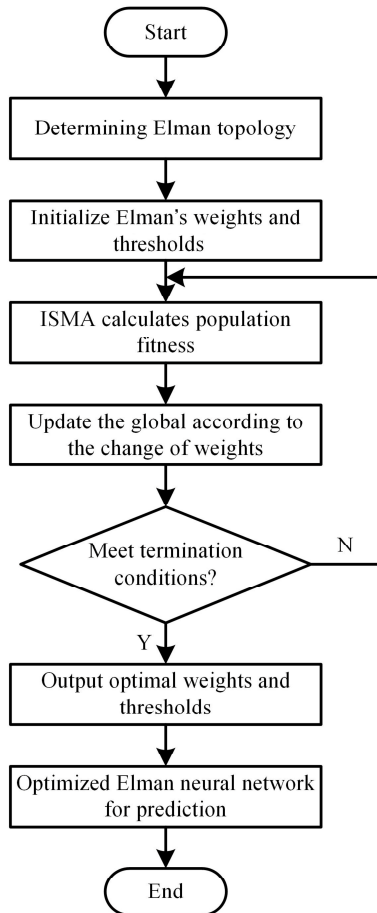 Start
Determining Elman topology
Initialize Elman's weights and
thresholds
ISMA calculates population
fitness
Update the global according to
the change of weights
Meet termination
conditions?
N
Y
Output optimal weights and
thresholds
Optimized Elman neural network
for prediction
End